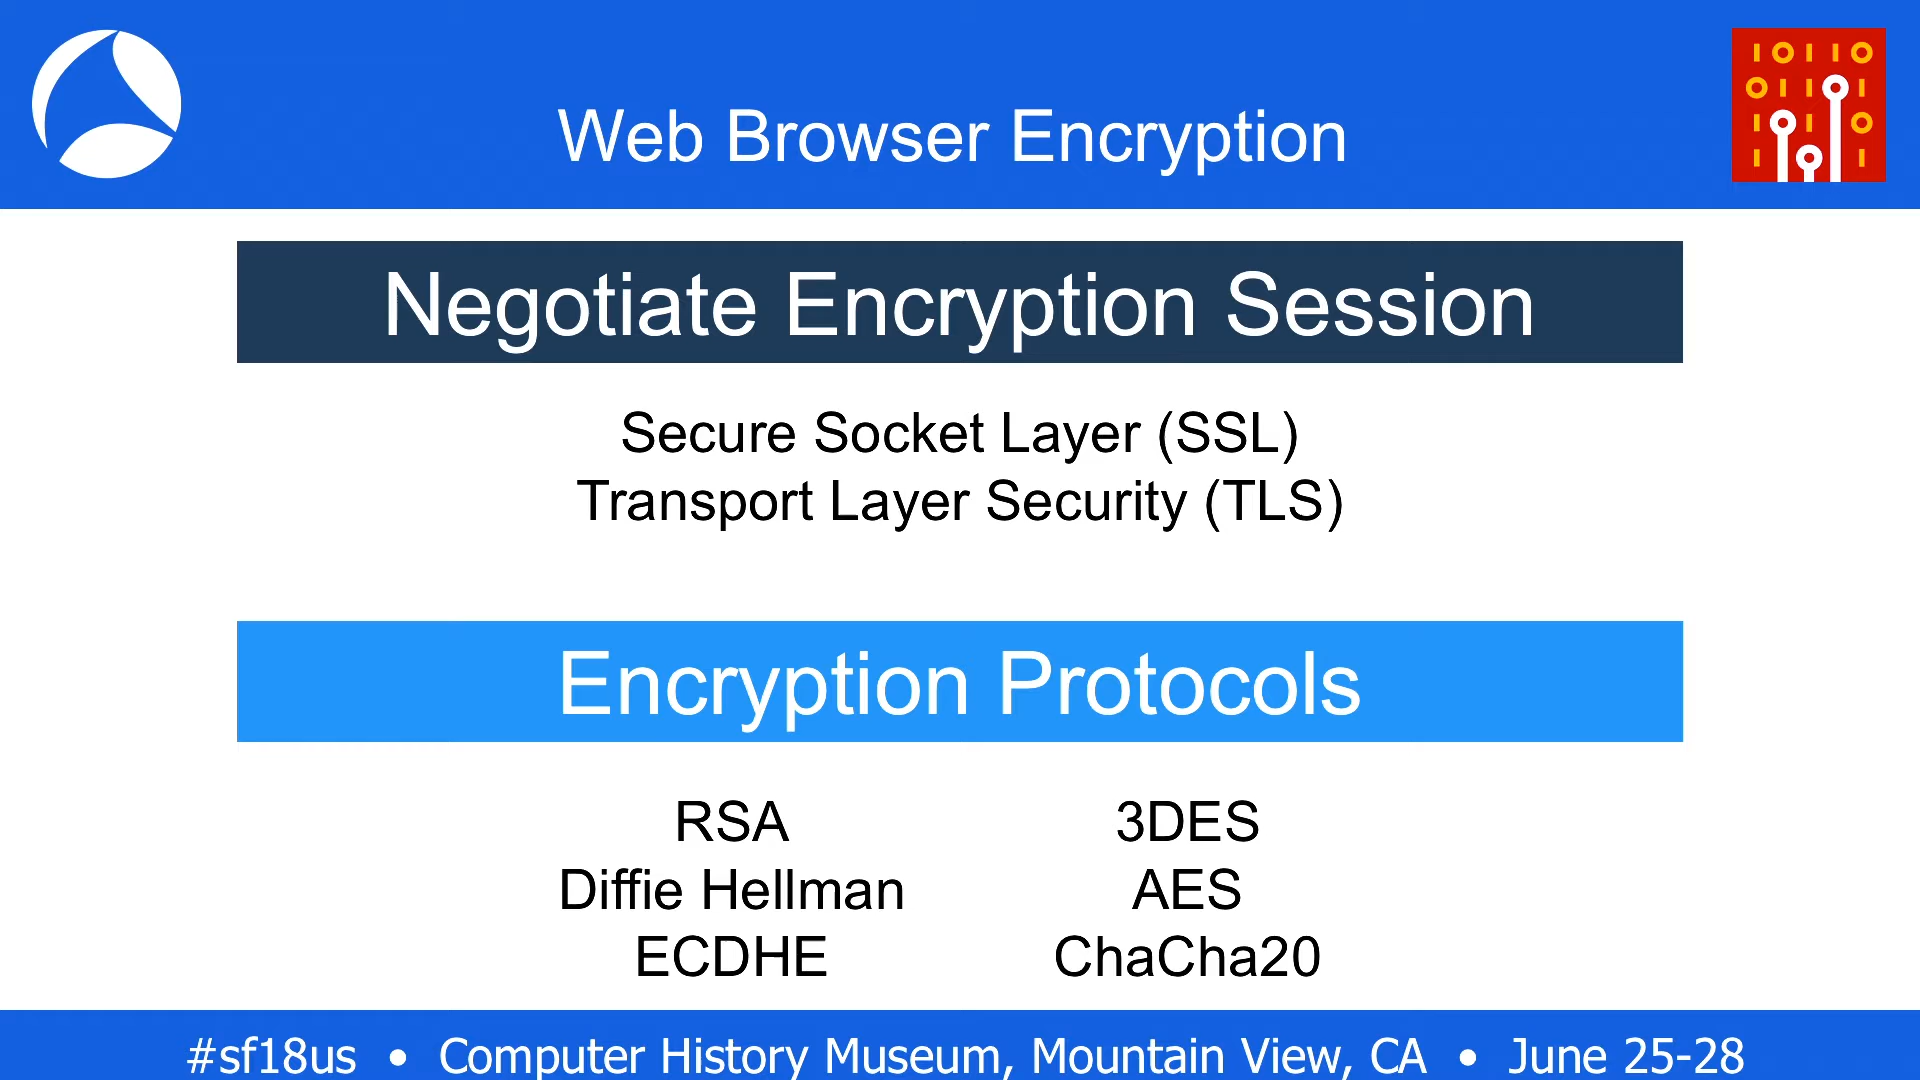 Web Browser Encryption
Negotiate Encryption Session
Secure Socket Layer (SSL)
Transport Layer Security (TLS)
Encryption Protocols
RSA
Diffie Hellman
ECDHE
3DES
AES
ChaCha20
#sf18us • Computer History Museum, Mountain View, CA • June 25-28